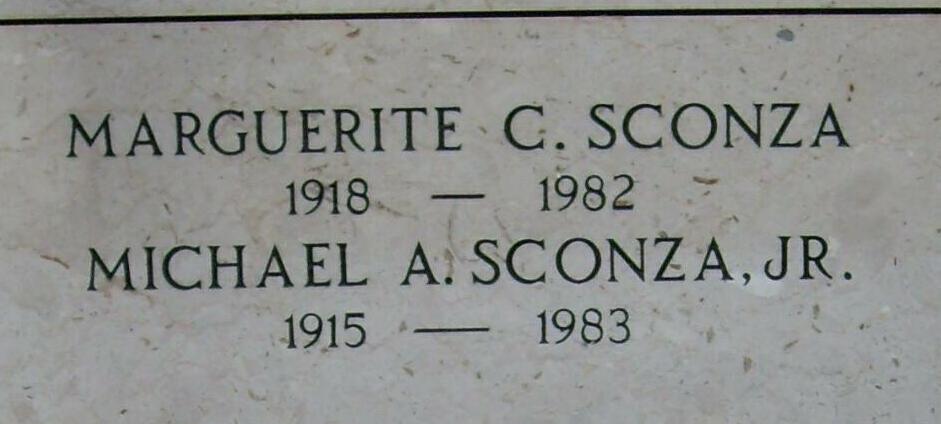 MARGUERITE C. SCONZA
1918 — 1982
MICHAEL A. SCONZA, JR.
1915 — 1983